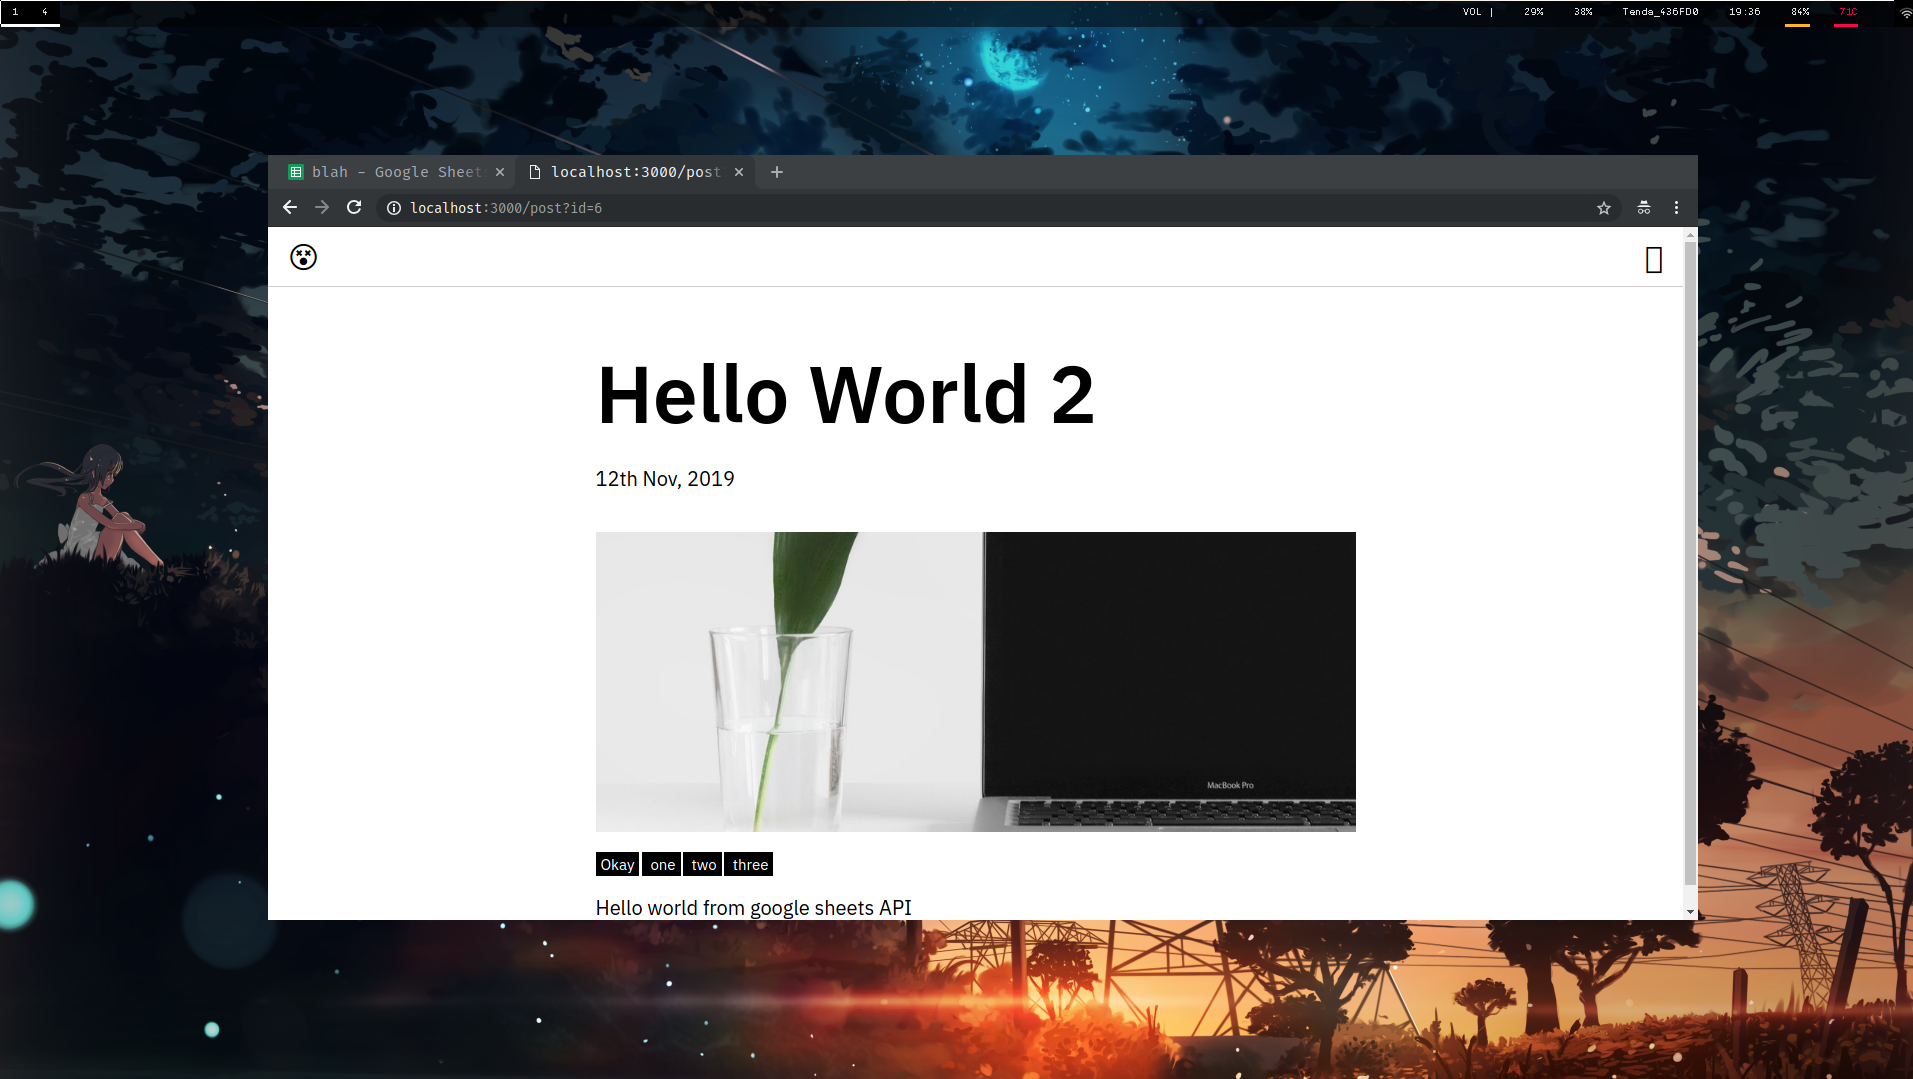 1 4 VOL | 29% 38% Tenda_436FD0 19:36 84% 71C
blah - Google Sheets localhost:3000/post
localhost:3000/post?id=6
Hello World 2
12th Nov, 2019
MacBook Pro
Okay one two three
Hello world from google sheets API